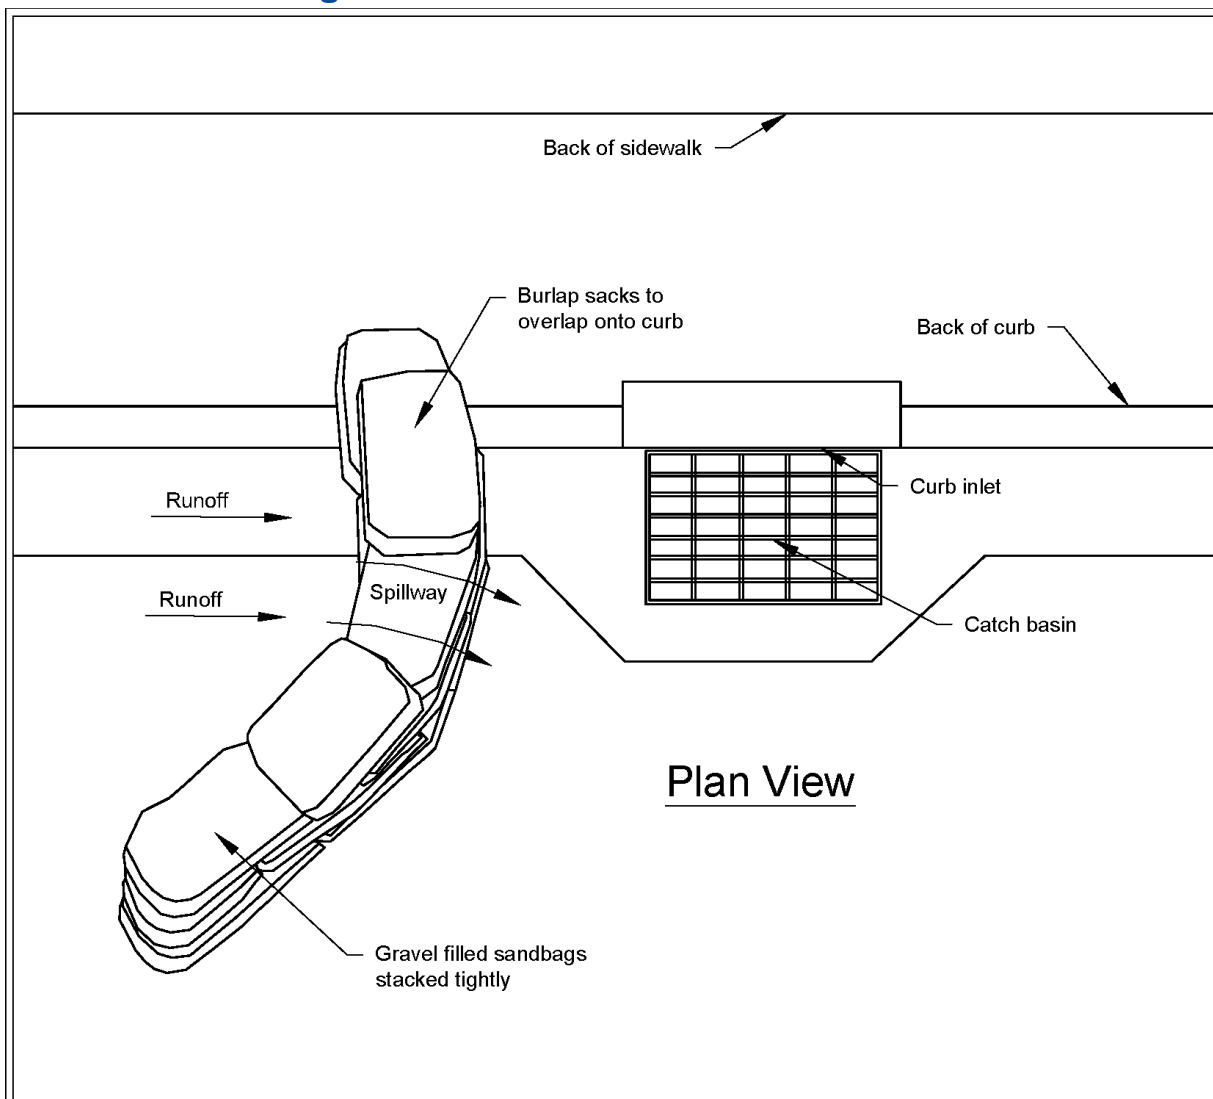 Back of sidewalk
Burlap sacks to
overlap onto curb
Back of curb
Runoff
Curb inlet
Runoff
Spillway
Catch basin
Plan View
Gravel filled sandbags
stacked tightly